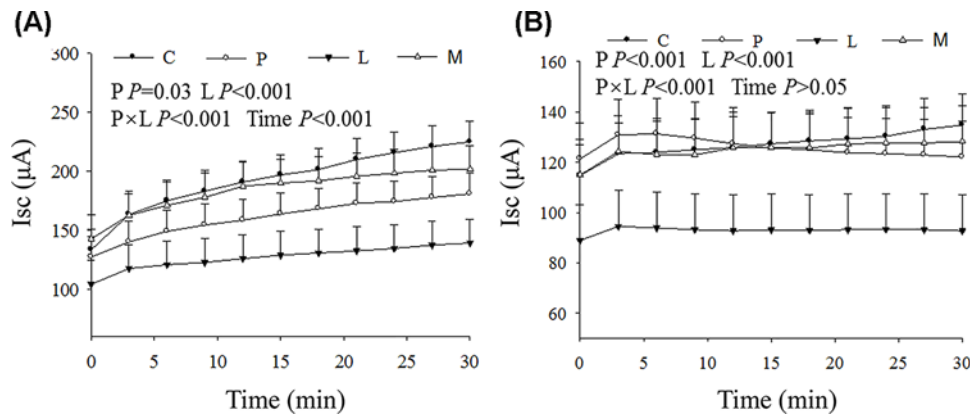 (A)
300
C P L M
P P=0.03 L P<0.001
P×L P<0.001 Time P<0.001
250
200
150
100
Isc (µA)
0 5 10 15 20 25 30
Time (min)
(B)
160
C P L M
P P<0.001 L P<0.001
P×L P<0.001 Time P>0.05
140
120
100
80
60
Isc (µA)
0 5 10 15 20 25 30
Time (min)